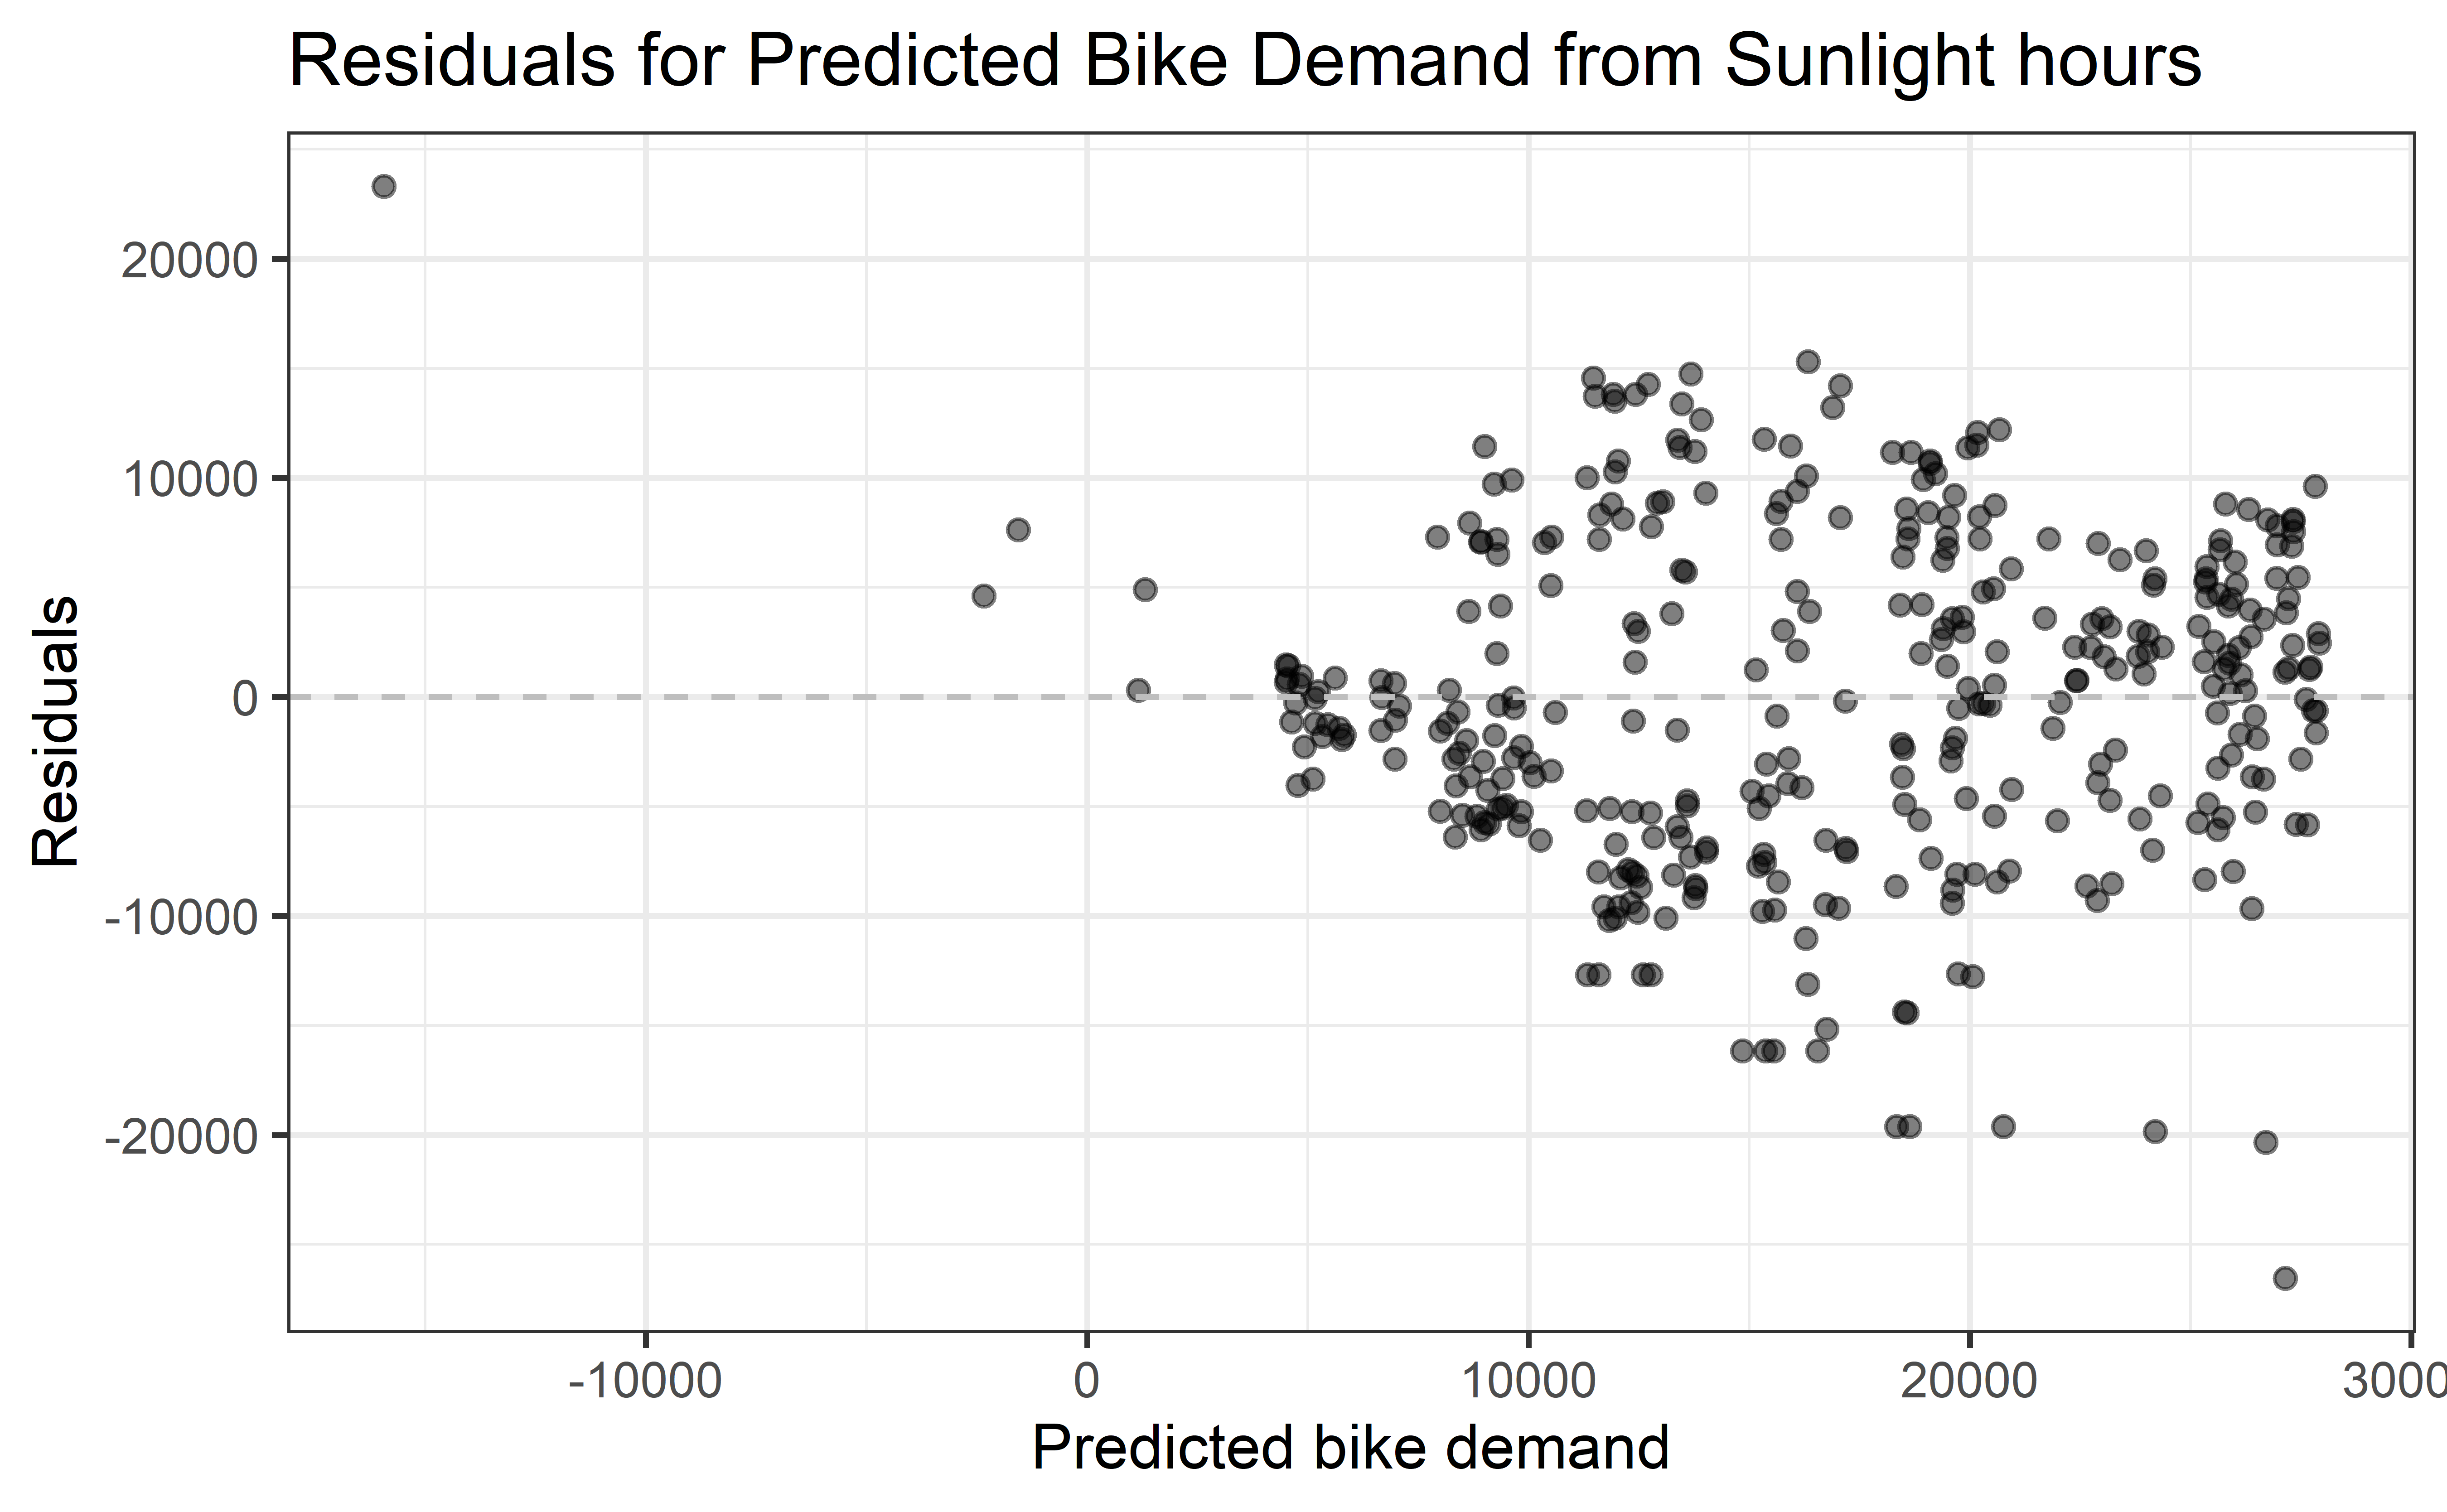 Residuals for Predicted Bike Demand from Sunlight hours
20000
10000
0
-10000
-20000
Residuals
-10000 0 10000 20000 3000
Predicted bike demand